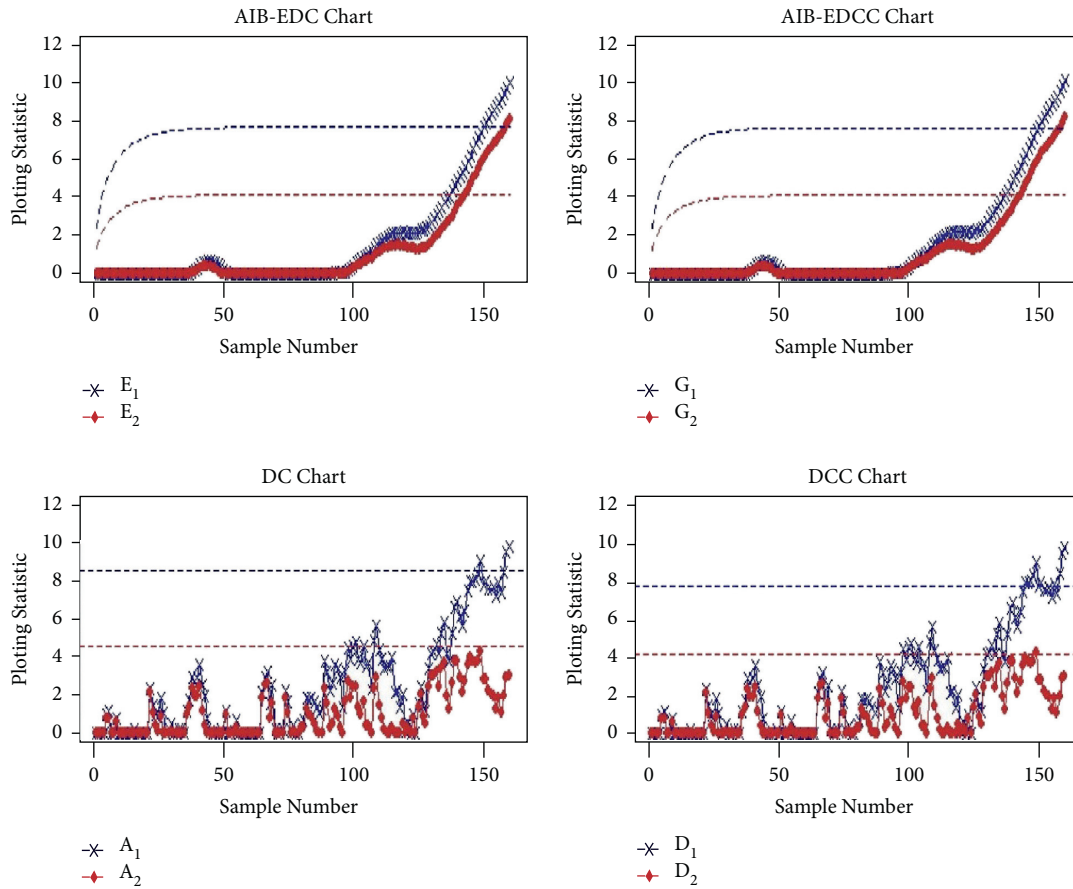 AIB-EDC Chart
12
10
8
6
4
2
0
Ploting Statistic
0 50 100 150
Sample Number
E1
E2
AIB-EDCC Chart
12
10
8
6
4
2
0
Ploting Statistic
0 50 100 150
Sample Number
G1
G2
DC Chart
12
10
8
6
4
2
0
Ploting Statistic
0 50 100 150
Sample Number
A1
A2
DCC Chart
12
10
8
6
4
2
0
Ploting Statistic
0 50 100 150
Sample Number
D1
D2